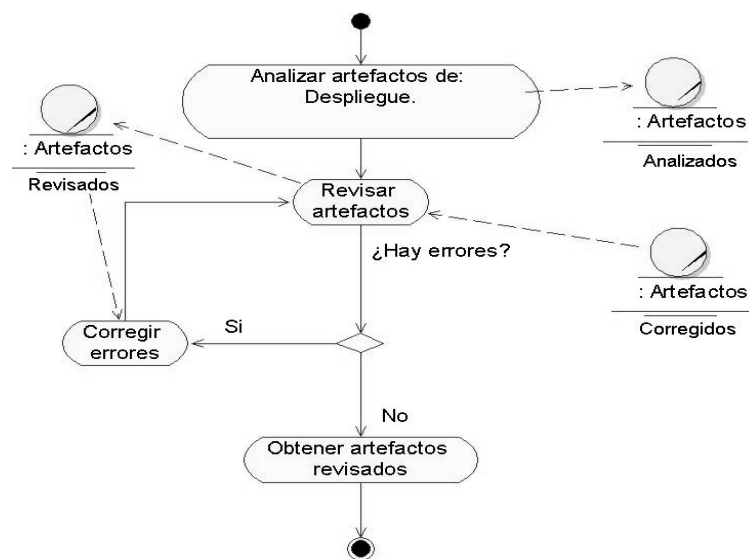 Analizar artefactos de:
Despliegue.
: Artefactos
Analizados
: Artefactos
Revisados
Revisar
artefactos
¿Hay errores?
: Artefactos
Corregidos
Corregir
errores
Si
No
Obtener artefactos
revisados